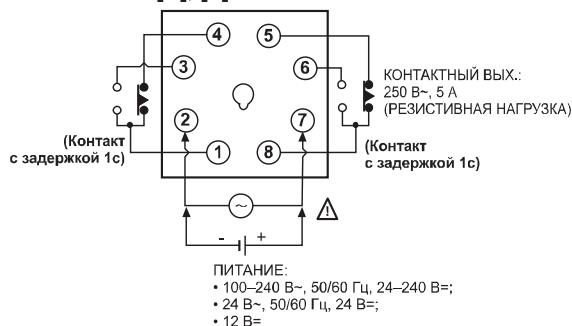 4
5
3
6
КОНТАКТНЫЙ ВЫХ.:
250 В~, 5 А
(РЕЗИСТИВНАЯ НАГРУЗКА)
2
7
(Контакт
с задержкой 1с)
1
8
(Контакт
с задержкой 1с)
~
- +
ПИТАНИЕ:
• 100–240 В~, 50/60 Гц, 24–240 В=;
• 24 В~, 50/60 Гц, 24 В=;
• 12 В=